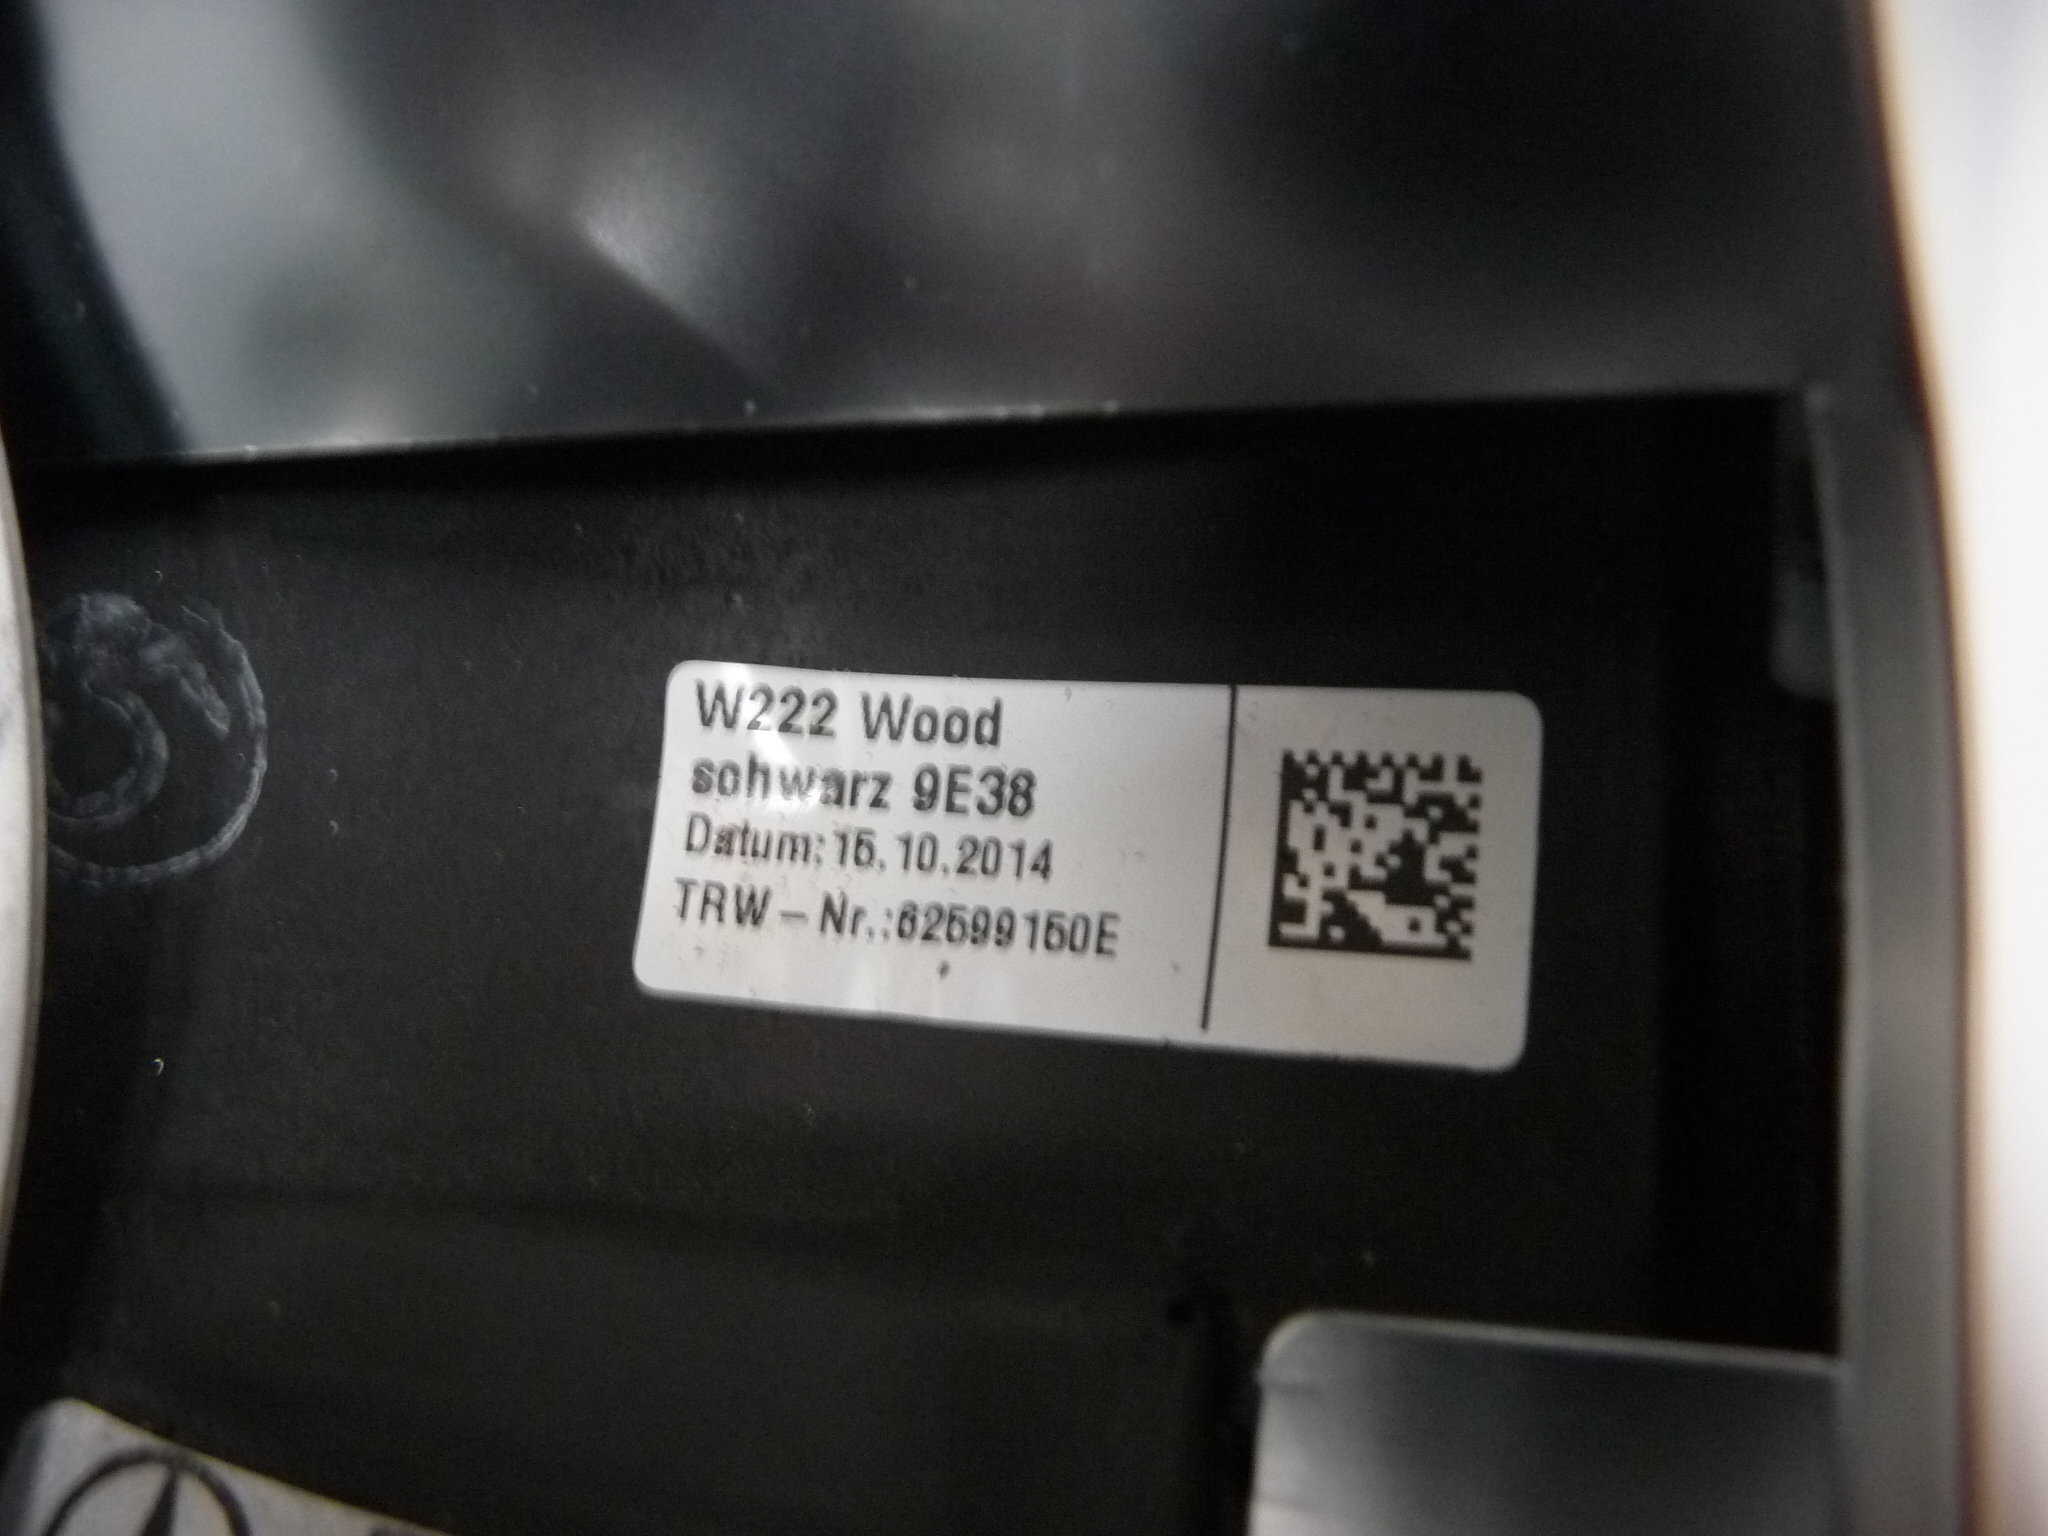 W222 Wood
schwarz 9E38
Datum: 15.10.2014
TRW-Nr.:62599150E